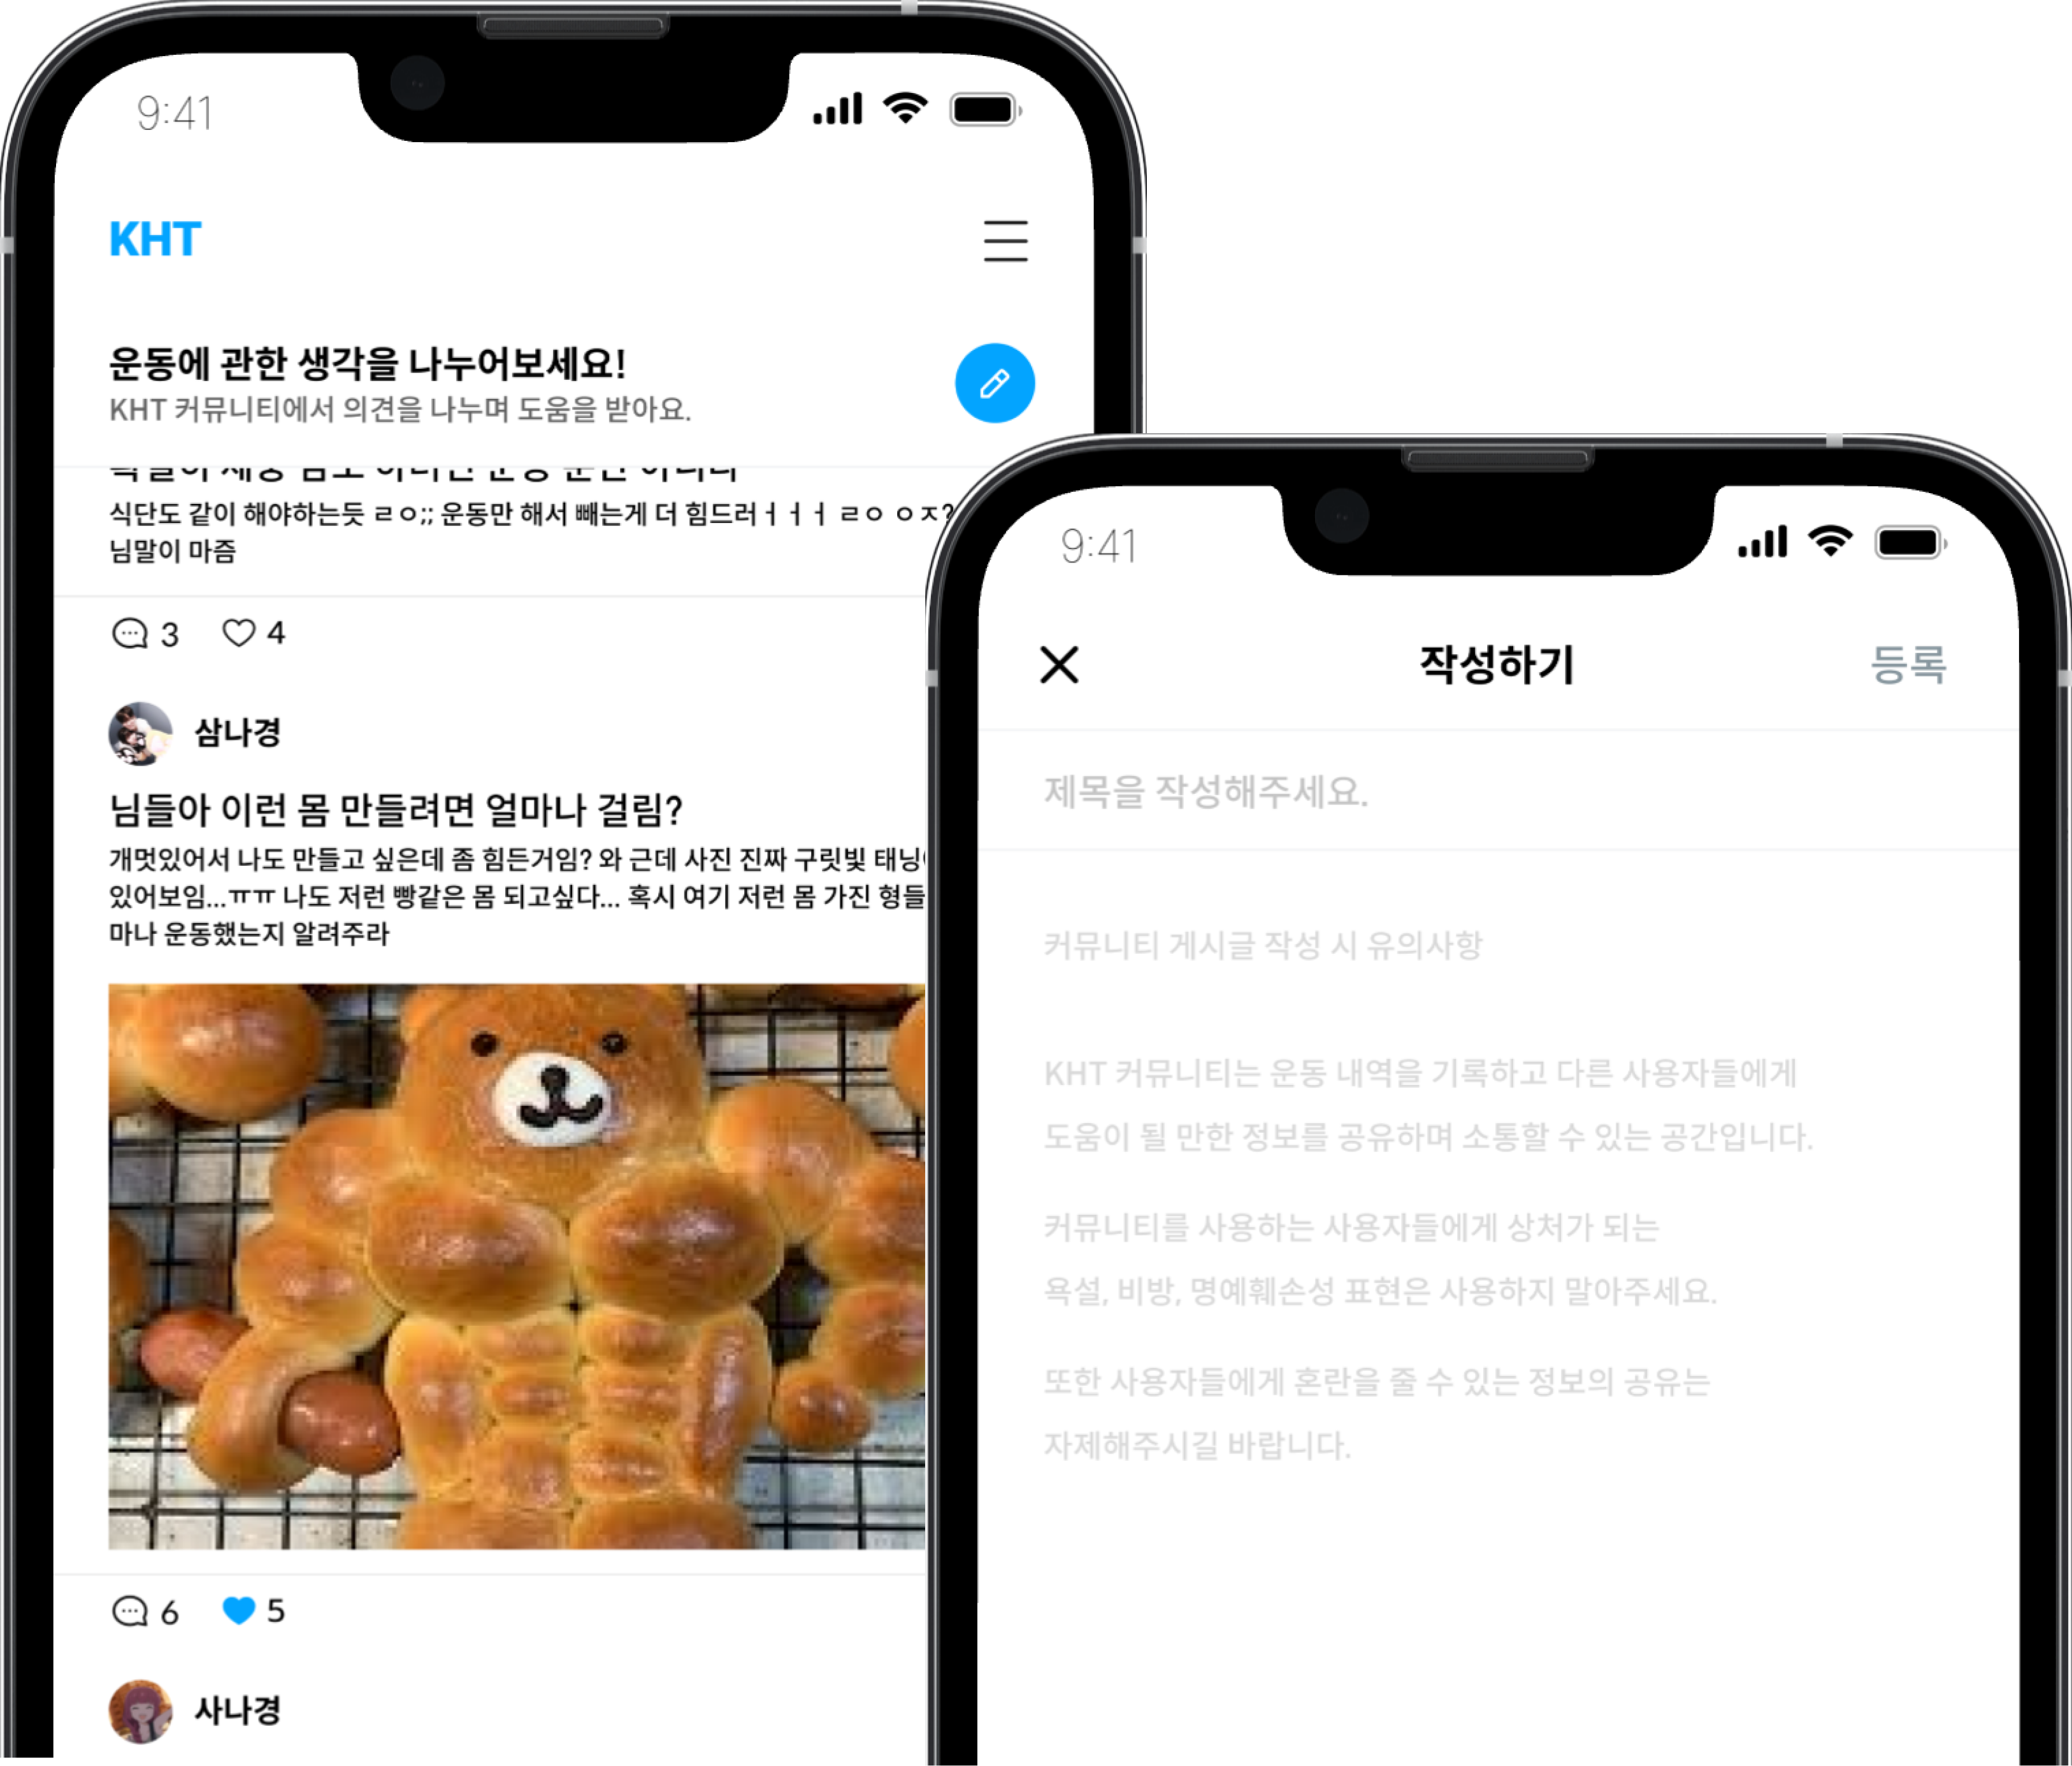 9:41
KHT
운동에 관한 생각을 나누어보세요!
KHT 커뮤니티에서 의견을 나누며 도움을 받아요.
식단도 같이 해야하는듯 ㄹㅇ;; 운동만 해서 빼는게 더 힘드러ㅓㅓㅓ ㄹㅇ ㅇㅈ?
님말이 마즘
3 4
삼나경
님들아 이런 몸 만들려면 얼마나 걸림?
개멋있어서 나도 만들고 싶은데 좀 힘든거임? 와 근데 사진 진짜 구릿빛 태닝
있어보임...ㅠㅠ 나도 저런 빵같은 몸 되고싶다... 혹시 여기 저런 몸 가진 형들
마나 운동했는지 알려주라
6 5
사나경
9:41
작성하기 등록
제목을 작성해주세요.
커뮤니티 게시글 작성 시 유의사항
KHT 커뮤니티는 운동 내역을 기록하고 다른 사용자들에게
도움이 될 만한 정보를 공유하며 소통할 수 있는 공간입니다.
커뮤니티를 사용하는 사용자들에게 상처가 되는
욕설, 비방, 명예훼손성 표현은 사용하지 말아주세요.
또한 사용자들에게 혼란을 줄 수 있는 정보의 공유는
자제해주시길 바랍니다.